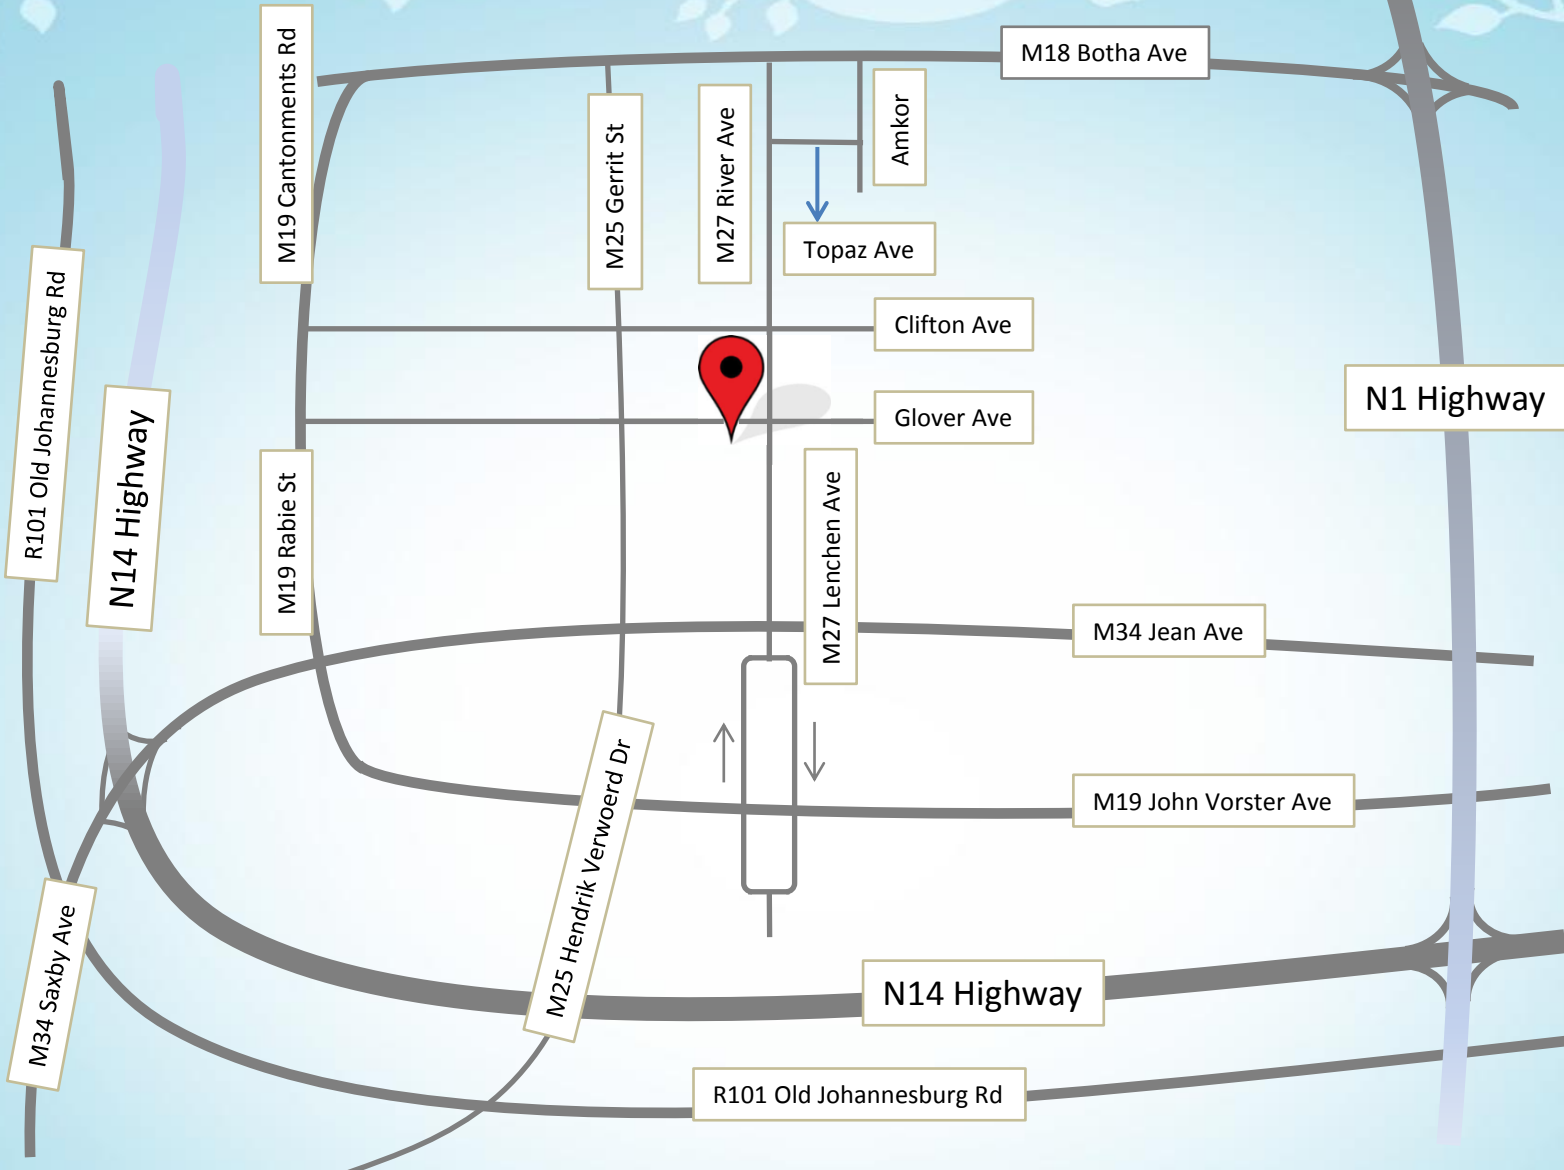 M18 Botha Ave
M19 Cantonments Rd
M25 Gerrit St
M27 River Ave
Amkor
Topaz Ave
R101 Old Johannesburg Rd
N14 Highway
Clifton Ave
Glover Ave
N1 Highway
M19 Rabie St
M27 Lenchen Ave
M34 Jean Ave
M25 Hendrik Verwoerd Dr
M19 John Vorster Ave
M34 Saxby Ave
N14 Highway
R101 Old Johannesburg Rd